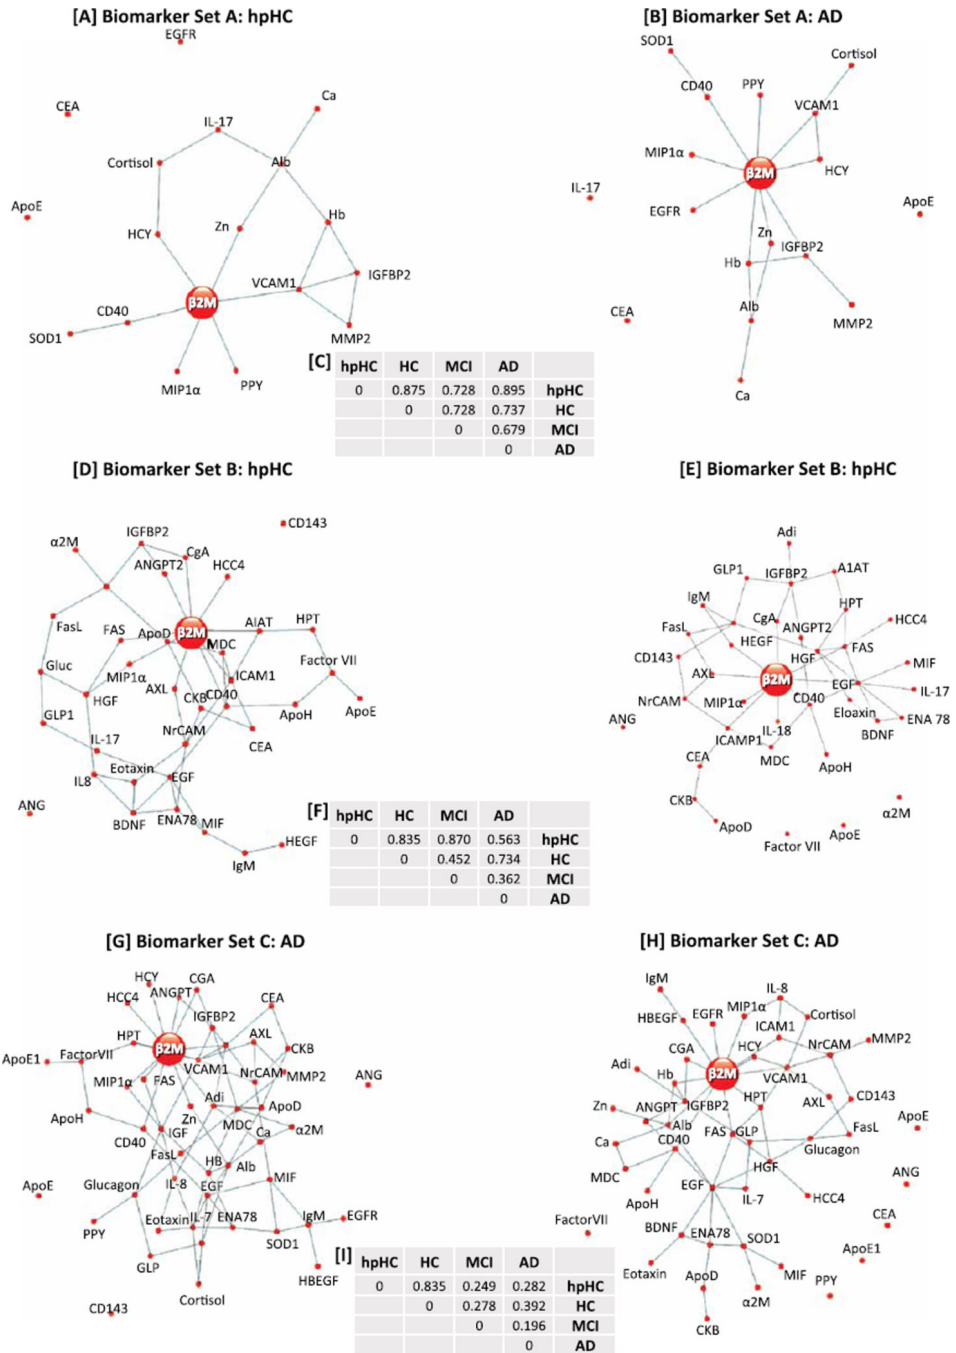 [A] Biomarker Set A: hpHC
EGFR
CEA
Ca
IL-17
Cortisol
Alb
ApoE
HCY
Zn
Hb
VCAM1
IGFBP2
β2M
CD40
SOD1
MMP2
MIP1α
PPY
[B] Biomarker Set A: AD
SOD1
Cortisol
CD40
PPY
VCAM1
MIP1α
β2M
HCY
IL-17
EGFR
ApoE
Zn
IGFBP2
Hb
Alb
MMP2
CEA
Ca
[C]
hpHC HC MCI AD
0 0.875 0.728 0.895 hpHC
0 0.728 0.737 HC
0 0.679 MCI
0 AD
[D] Biomarker Set B: hpHC
CD143
IGFBP2
α2M
CgA
ANGPT2
HCC4
FasL
FAS
ApoD
β2M
AIAT
HPT
MDC
Gluc
MIP1α
ICAM1
Factor VII
AXL
CKB
CD40
HGF
ApoH
ApoE
GLP1
NrCAM
IL-17
CEA
Eotaxin
IL8
EGF
ANG
BDNF
ENA78
MIF
HEGF
IgM
[E] Biomarker Set B: hpHC
Adi
GLP1
IGFBP2
A1AT
IgM
HPT
CgA
HCC4
FasL
HEGF
ANGPT2
FAS
CD143
HGF
MIF
AXL
β2M
EGF
IL-17
NrCAM
MIP1α
CD40
Eloaxin
ENA 78
ANG
ICAMP1
IL-18
BDNF
MDC
ApoH
CEA
CKB
ApoD
α2M
ApoE
Factor VII
[F]
hpHC HC MCI AD
0 0.835 0.870 0.563 hpHC
0 0.452 0.734 HC
0 0.362 MCI
0 AD
[G] Biomarker Set C: AD
HCY
CGA
ANGPT
HCC4
CEA
IGFBP2
HPT
AXL
β2M
CKB
ApoE1
FactorVII
VCAM1
MMP2
MIP1α
FAS
NrCAM
ANG
Adi
ApoD
Zn
ApoH
MDC
Ca
α2M
CD40
IGF
FasL
HB
Alb
Glucagon
IL-8
EGF
MIF
ApoE
PPY
Eotaxin
IL-7
ENA78
IgM
EGFR
SOD1
GLP
HBEGF
Cortisol
CD143
[H] Biomarker Set C: AD
IgM
IL-8
MIP1α
HBEGF
EGFR
Cortisol
ICAM1
CGA
HCY
NrCAM
MMP2
Adi
Hb
β2M
VCAM1
Zn
ANGPT
IGFBP2
HPT
AXL
CD143
ApoE
Alb
Ca
CD40
FAS
GLP
FasL
Glucagon
MDC
HGF
ANG
ApoH
EGF
IL-7
HCC4
CEA
FactorVII
BDNF
ENA78
SOD1
ApoE1
Eotaxin
ApoD
MIF
PPY
α2M
CKB
[I]
hpHC HC MCI AD
0 0.835 0.249 0.282 hpHC
0 0.278 0.392 HC
0 0.196 MCI
0 AD